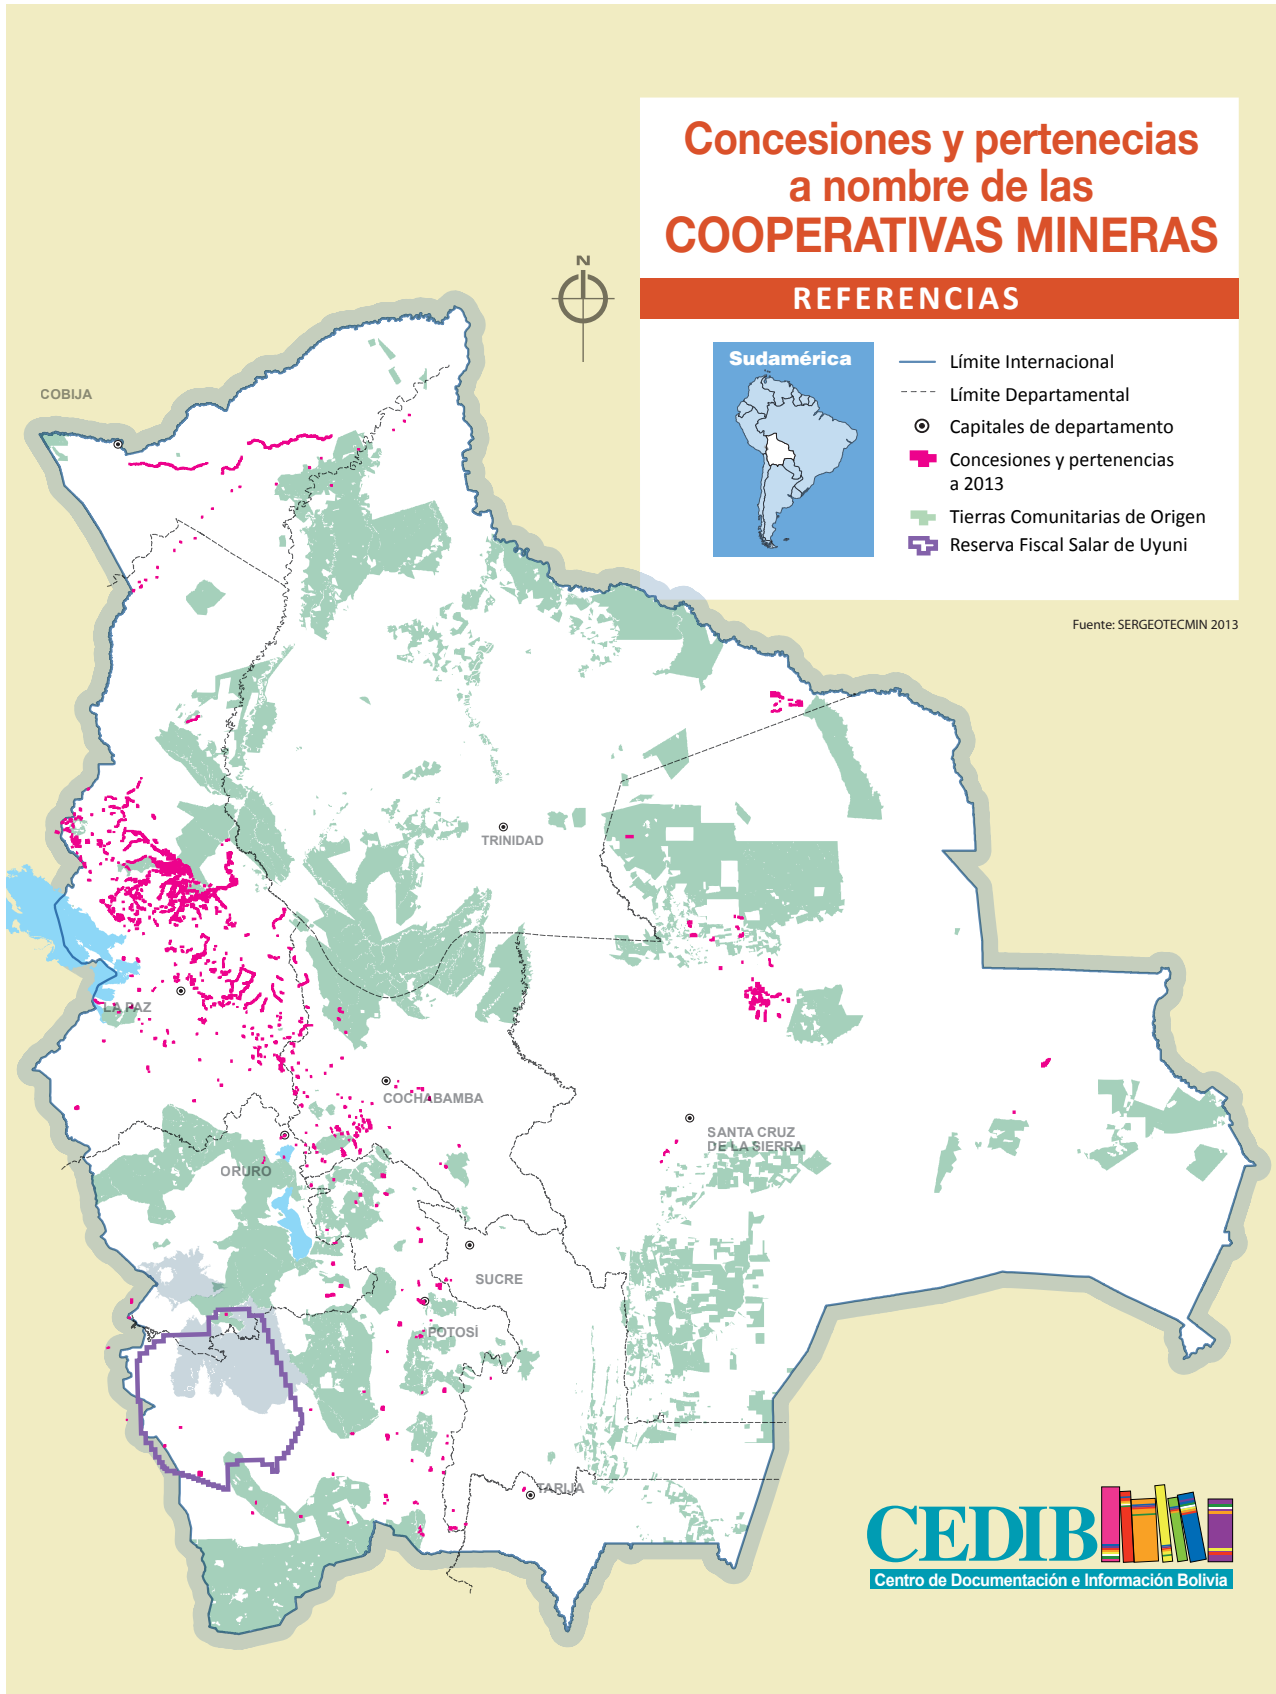 Concesiones y pertenecias
a nombre de las
COOPERATIVAS MINERAS
REFERENCIAS
N
Sudamérica
Límite Internacional
Límite Departamental
Capitales de departamento
Concesiones y pertenencias
a 2013
Tierras Comunitarias de Origen
Reserva Fiscal Salar de Uyuni
Fuente: SERGEOTECMIN 2013
COBIJA
TRINIDAD
LA PAZ
COCHABAMBA
SANTA CRUZ
DE LA SIERRA
ORURO
SUCRE
POTOSÍ
TARIJA
CEDIB
Centro de Documentación e Información Bolivia